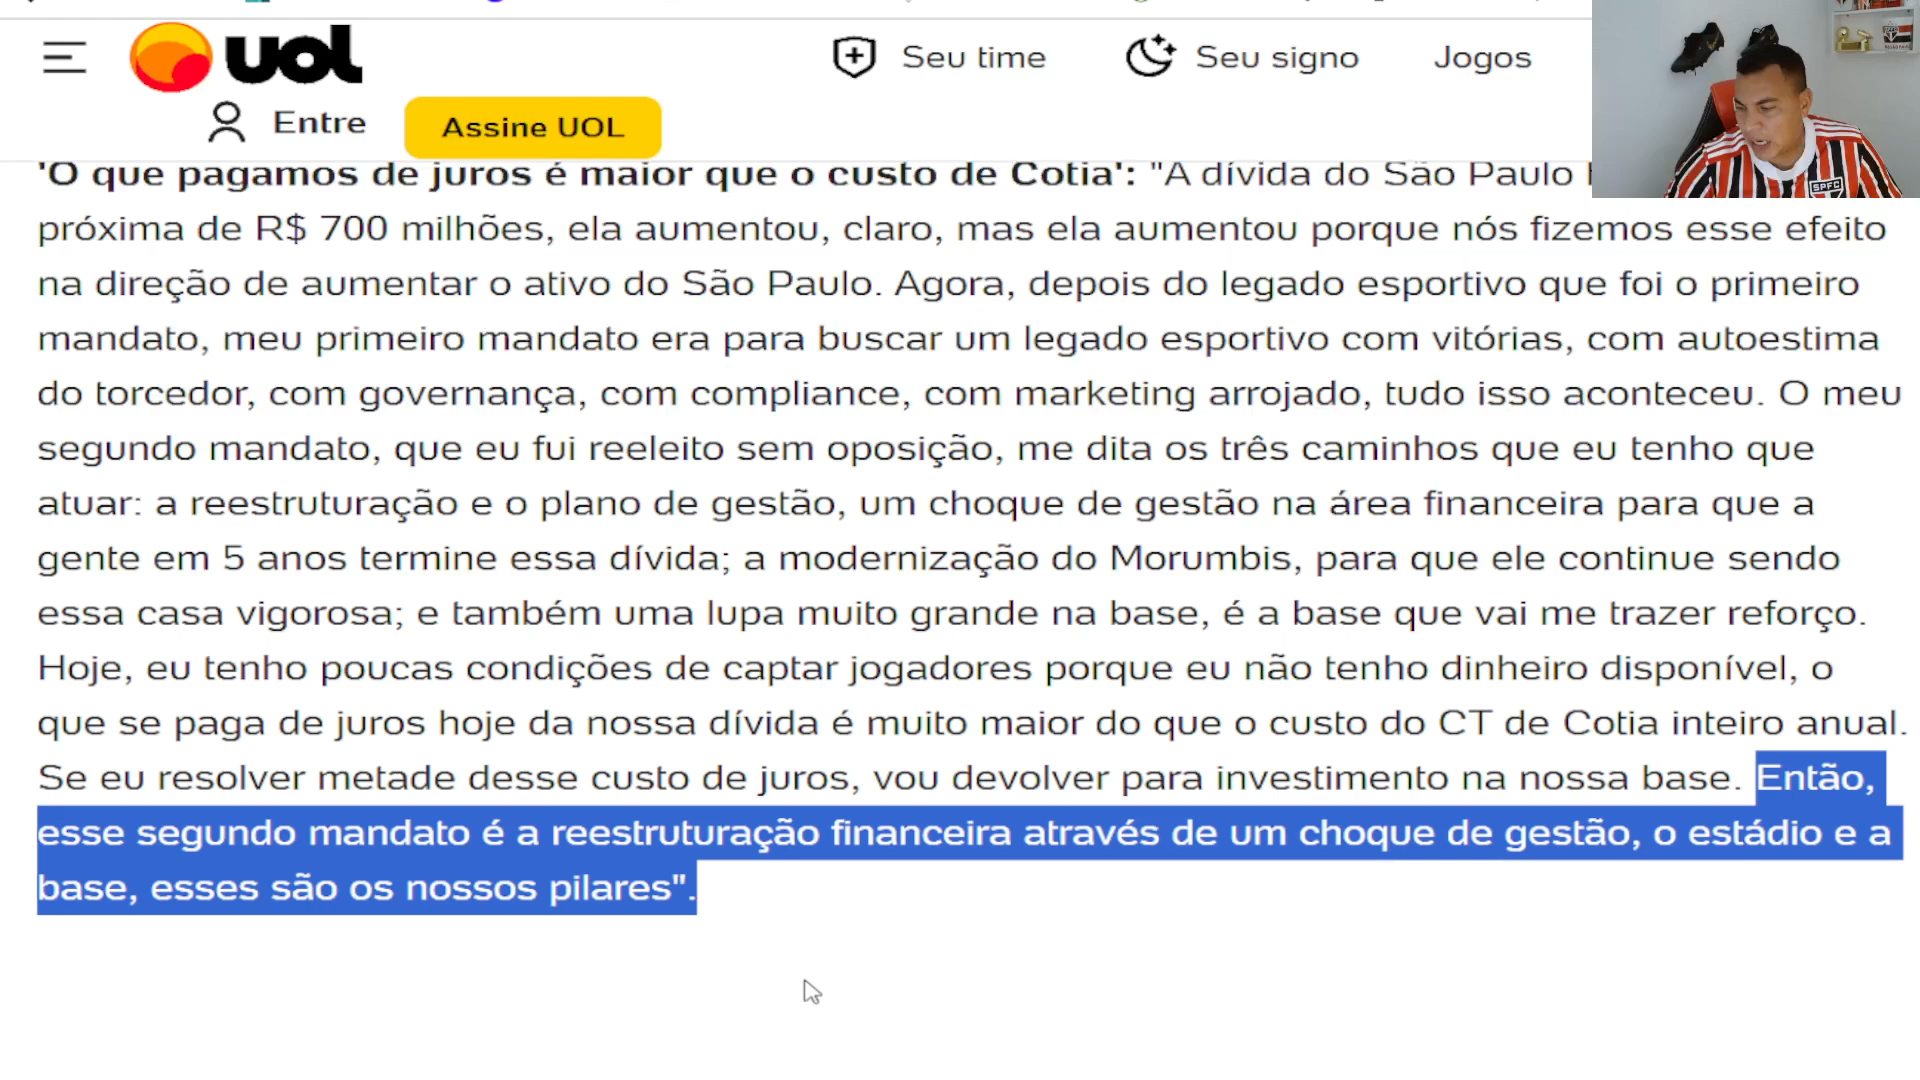 uol
Seu time
Seu signo
Jogos
Entre
Assine UOL
'O que pagamos de juros é maior que o custo de Cotia': "A dívida do São Paulo
próxima de R$ 700 milhões, ela aumentou, claro, mas ela aumentou porque nós fizemos esse efeito
na direção de aumentar o ativo do São Paulo. Agora, depois do legado esportivo que foi o primeiro
mandato, meu primeiro mandato era para buscar um legado esportivo com vitórias, com autoestima
do torcedor, com governança, com compliance, com marketing arrojado, tudo isso aconteceu. O meu
segundo mandato, que eu fui reeleito sem oposição, me dita os três caminhos que eu tenho que
atuar: a reestruturação e o plano de gestão, um choque de gestão na área financeira para que a
gente em 5 anos termine essa dívida; a modernização do Morumbis, para que ele continue sendo
essa casa vigorosa; e também uma lupa muito grande na base, é a base que vai me trazer reforço.
Hoje, eu tenho poucas condições de captar jogadores porque eu não tenho dinheiro disponível, o
que se paga de juros hoje da nossa dívida é muito maior do que o custo do CT de Cotia inteiro anual.
Se eu resolver metade desse custo de juros, vou devolver para investimento na nossa base. Então,
esse segundo mandato é a reestruturação financeira através de um choque de gestão, o estádio e a
base, esses são os nossos pilares".
SPFC